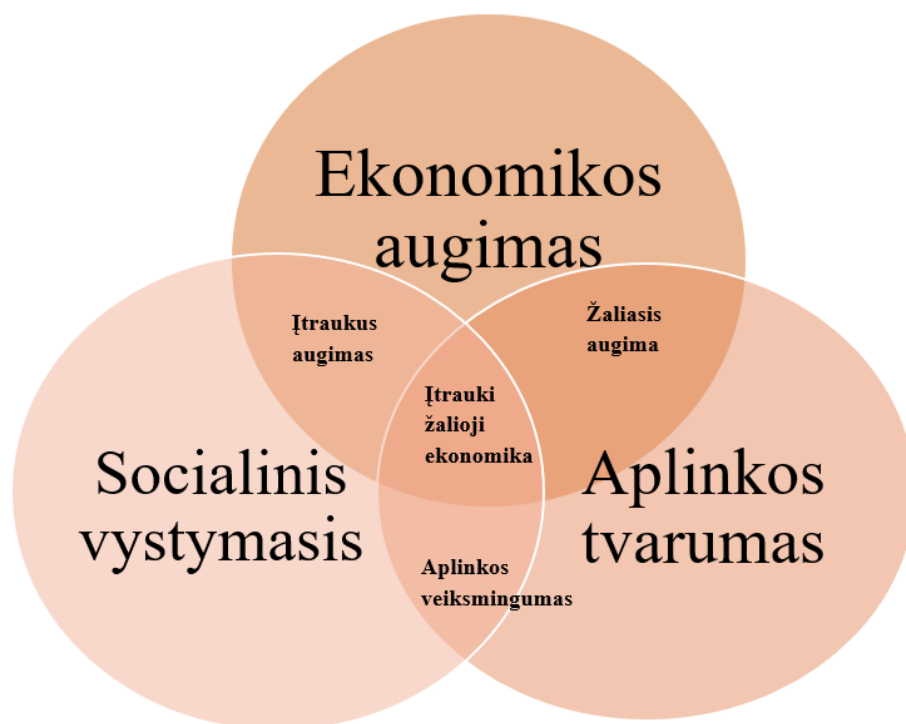 Ekonomikos
augimas
Įtraukus
augimas
Žaliasis
augima
Įtrauki
žalioji
ekonomika
Socialinis
vystymasis
Aplinkos
tvarumas
Aplinkos
veiksmingumas